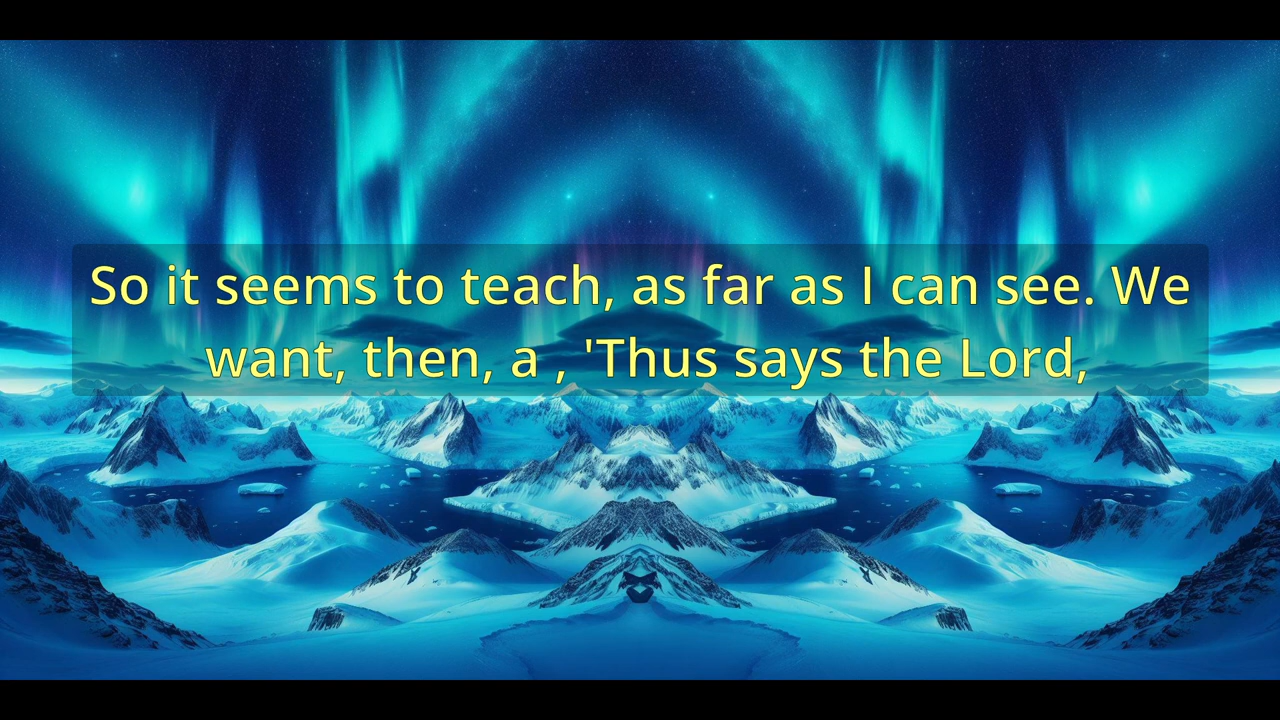 So it seems to teach, as far as I can see. We
want, then, a , 'Thus says the Lord,